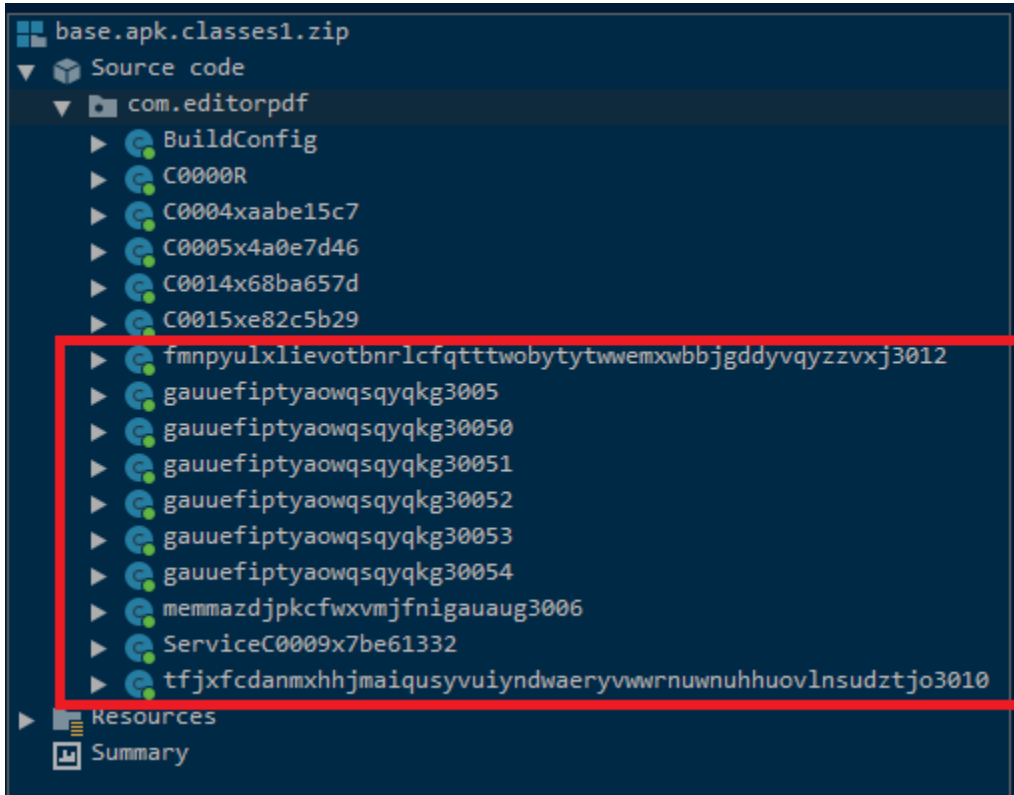 base.apk.classes1.zip
Source code
com.editorpdf
BuildConfig
C0000R
C0004xaabe15c7
C0005x4a0e7d46
C0014x68ba657d
C0015xe82c5b29
fmnpyulxlievotbnrlcfqtttwobytytwwemxwbbjgddyvqyzzvxj3012
gauuefiptyaowqsqyqkg3005
gauuefiptyaowqsqyqkg30050
gauuefiptyaowqsqyqkg30051
gauuefiptyaowqsqyqkg30052
gauuefiptyaowqsqyqkg30053
gauuefiptyaowqsqyqkg30054
memmazdjpkcfwxvmjfnigauaug3006
ServiceC0009x7be61332
tfjxfcdanmxhhjmaiqusyvuiyndwaeryvwwrnuwnuhhuovlnsudztjo3010
Resources
Summary